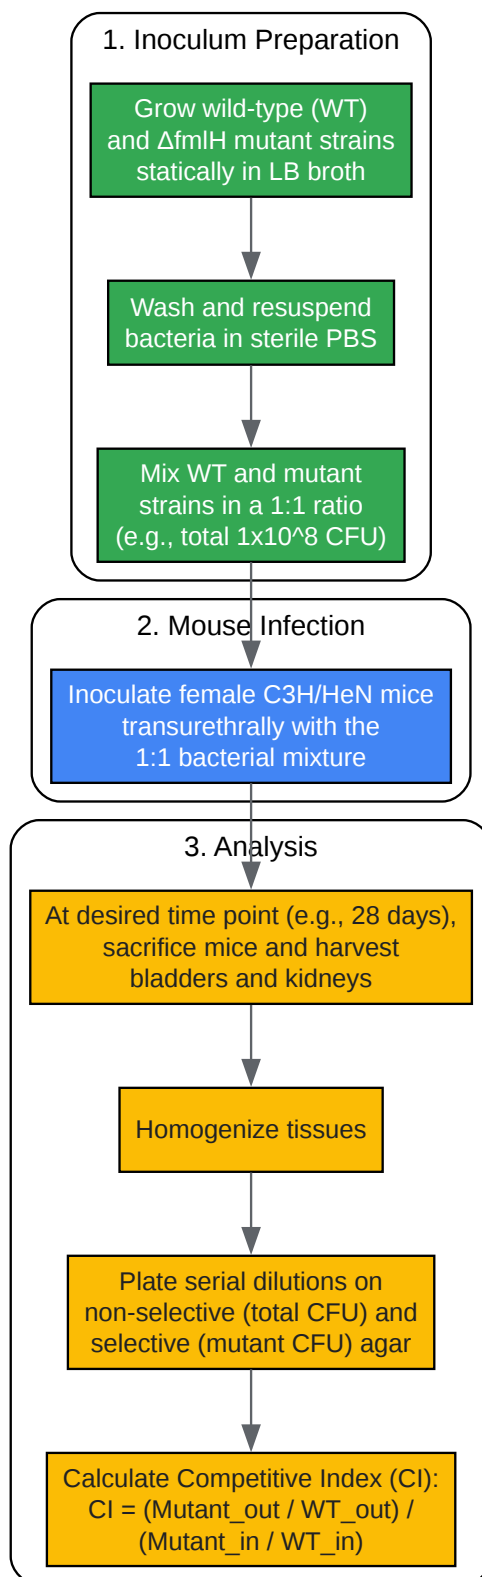 1. Inoculum Preparation
Grow wild-type (WT)
and ΔfmlH mutant strains
statically in LB broth
Wash and resuspend
bacteria in sterile PBS
Mix WT and mutant
strains in a 1:1 ratio
(e.g., total 1x10^8 CFU)
2. Mouse Infection
Inoculate female C3H/HeN mice
transurethrally with the
1:1 bacterial mixture
3. Analysis
At desired time point (e.g., 28 days),
sacrifice mice and harvest
bladders and kidneys
Homogenize tissues
Plate serial dilutions on
non-selective (total CFU) and
selective (mutant CFU) agar
Calculate Competitive Index (CI):
CI = (Mutant_out / WT_out) /
(Mutant_in / WT_in)